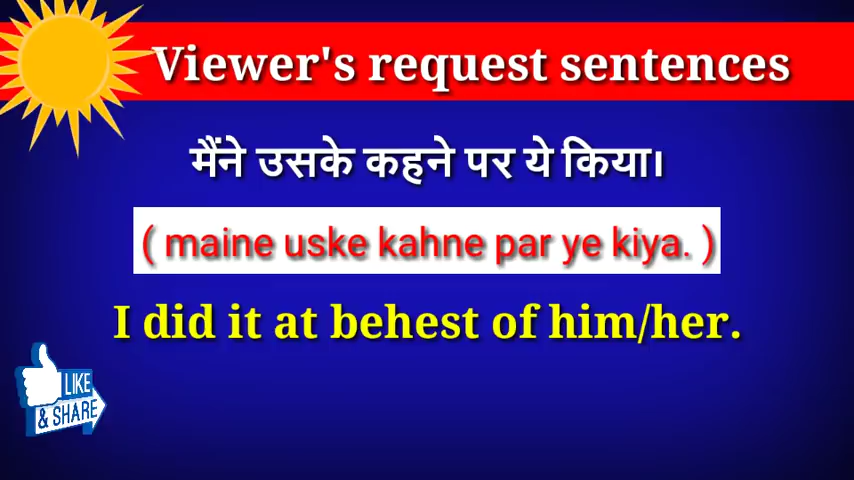 Viewer's request sentences
मैंने उसके कहने पर ये किया।
( maine uske kahne par ye kiya. )
I did it at behest of him/her.
LIKE
& SHARE